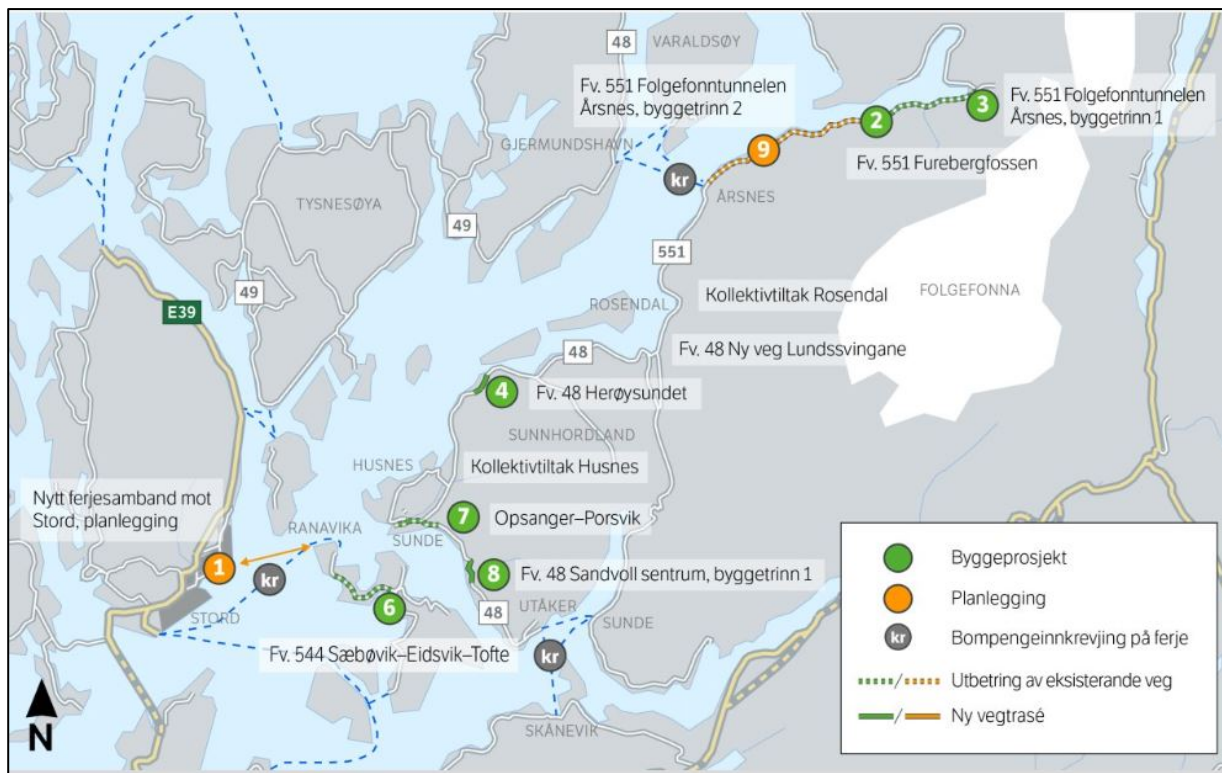 48
VARALDSØY
Fv. 551 Folgefonntunnelen
Årsnes, byggetrinn 2
3
Fv. 551 Folgefonntunnelen
Årsnes, byggetrinn 1
2
GJERMUNDSHAVN
9
Fv. 551 Furebergfossen
kr
ÅRSNES
TYSNESØYA
49
551
49
E39
ROSENDAL
Kollektivtiltak Rosendal
FOLGEFONNA
48
Fv. 48 Ny veg Lundssvingane
4
Fv. 48 Herøysundet
SUNNHORDLAND
HUSNES
Kollektivtiltak Husnes
Nytt ferjesamband mot
Stord, planlegging
RANAVIKA
7
Opsanger–Porsvik
SUNDE
1
kr
8
Fv. 48 Sandvoll sentrum, byggetrinn 1
STORD
6
48
UTÅKER
SUNDE
Fv. 544 Sæbøvik–Eidsvik–Tofte
kr
SKÅNEVIK
N
Byggeprosjekt
Planlegging
kr
Bompengeinnkrevjing på ferje
/
Utbetring av eksisterande veg
/
Ny vegtrasé